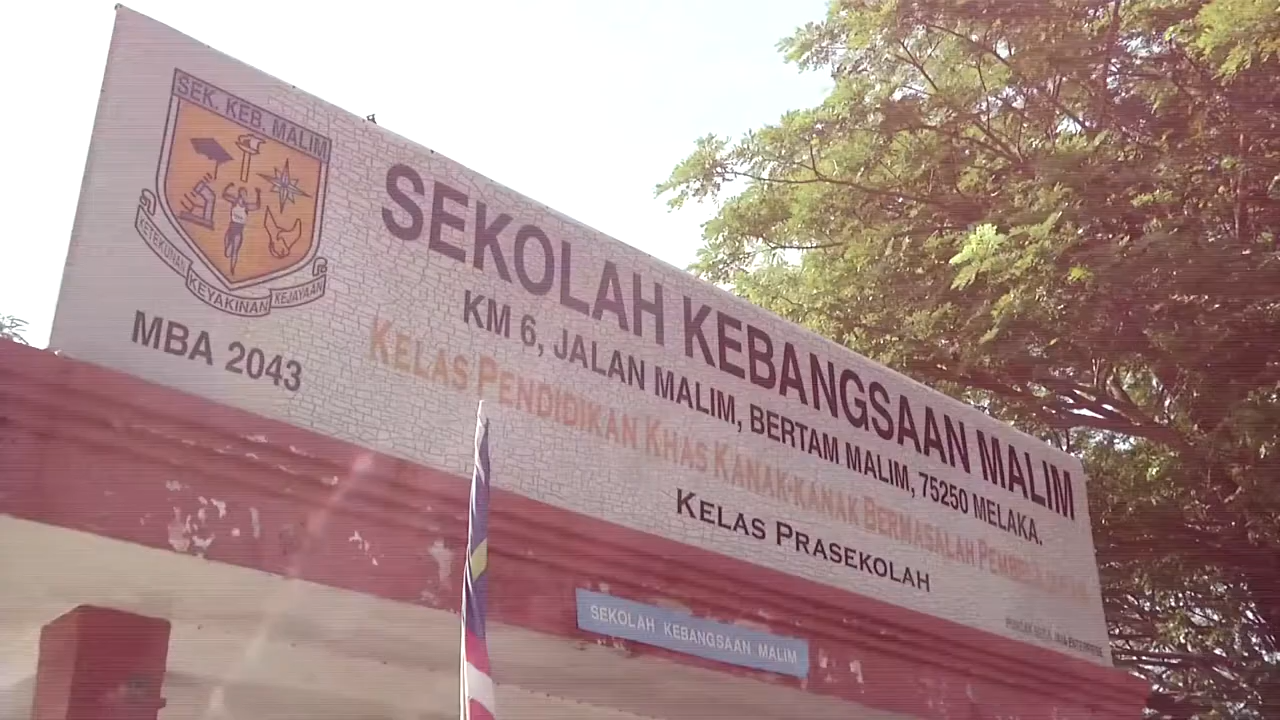 SEK. KEB. MALIM
KETEKUNAN KEYAKINAN KEJAYAAN
MBA 2043
SEKOLAH KEBANGSAAN MALIM
KM 6, JALAN MALIM, BERTAM MALIM, 75250 MELAKA.
KELAS PENDIDIKAN KHAS KANAK-KANAK BERMASALAH PEMBELAJARAN
KELAS PRASEKOLAH
SEKOLAH KEBANGSAAN MALIM